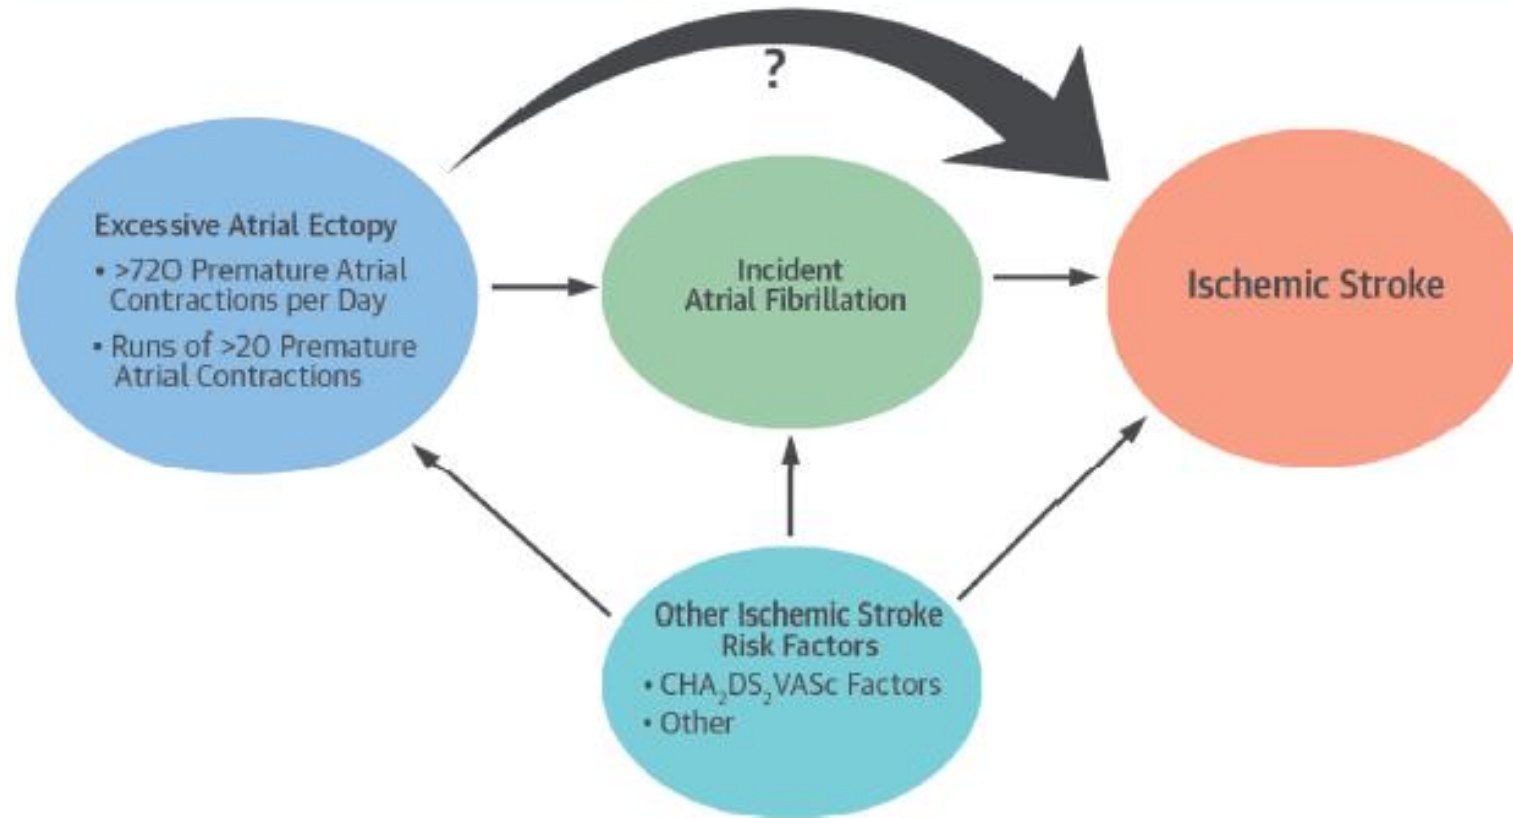 ?
Excessive Atrial Ectopy
• >720 Premature Atrial
Contractions per Day
• Runs of >20 Premature
Atrial Contractions
Incident
Atrial Fibrillation
Ischemic Stroke
Other Ischemic Stroke
Risk Factors
• CHA₂DS₂VASc Factors
• Other